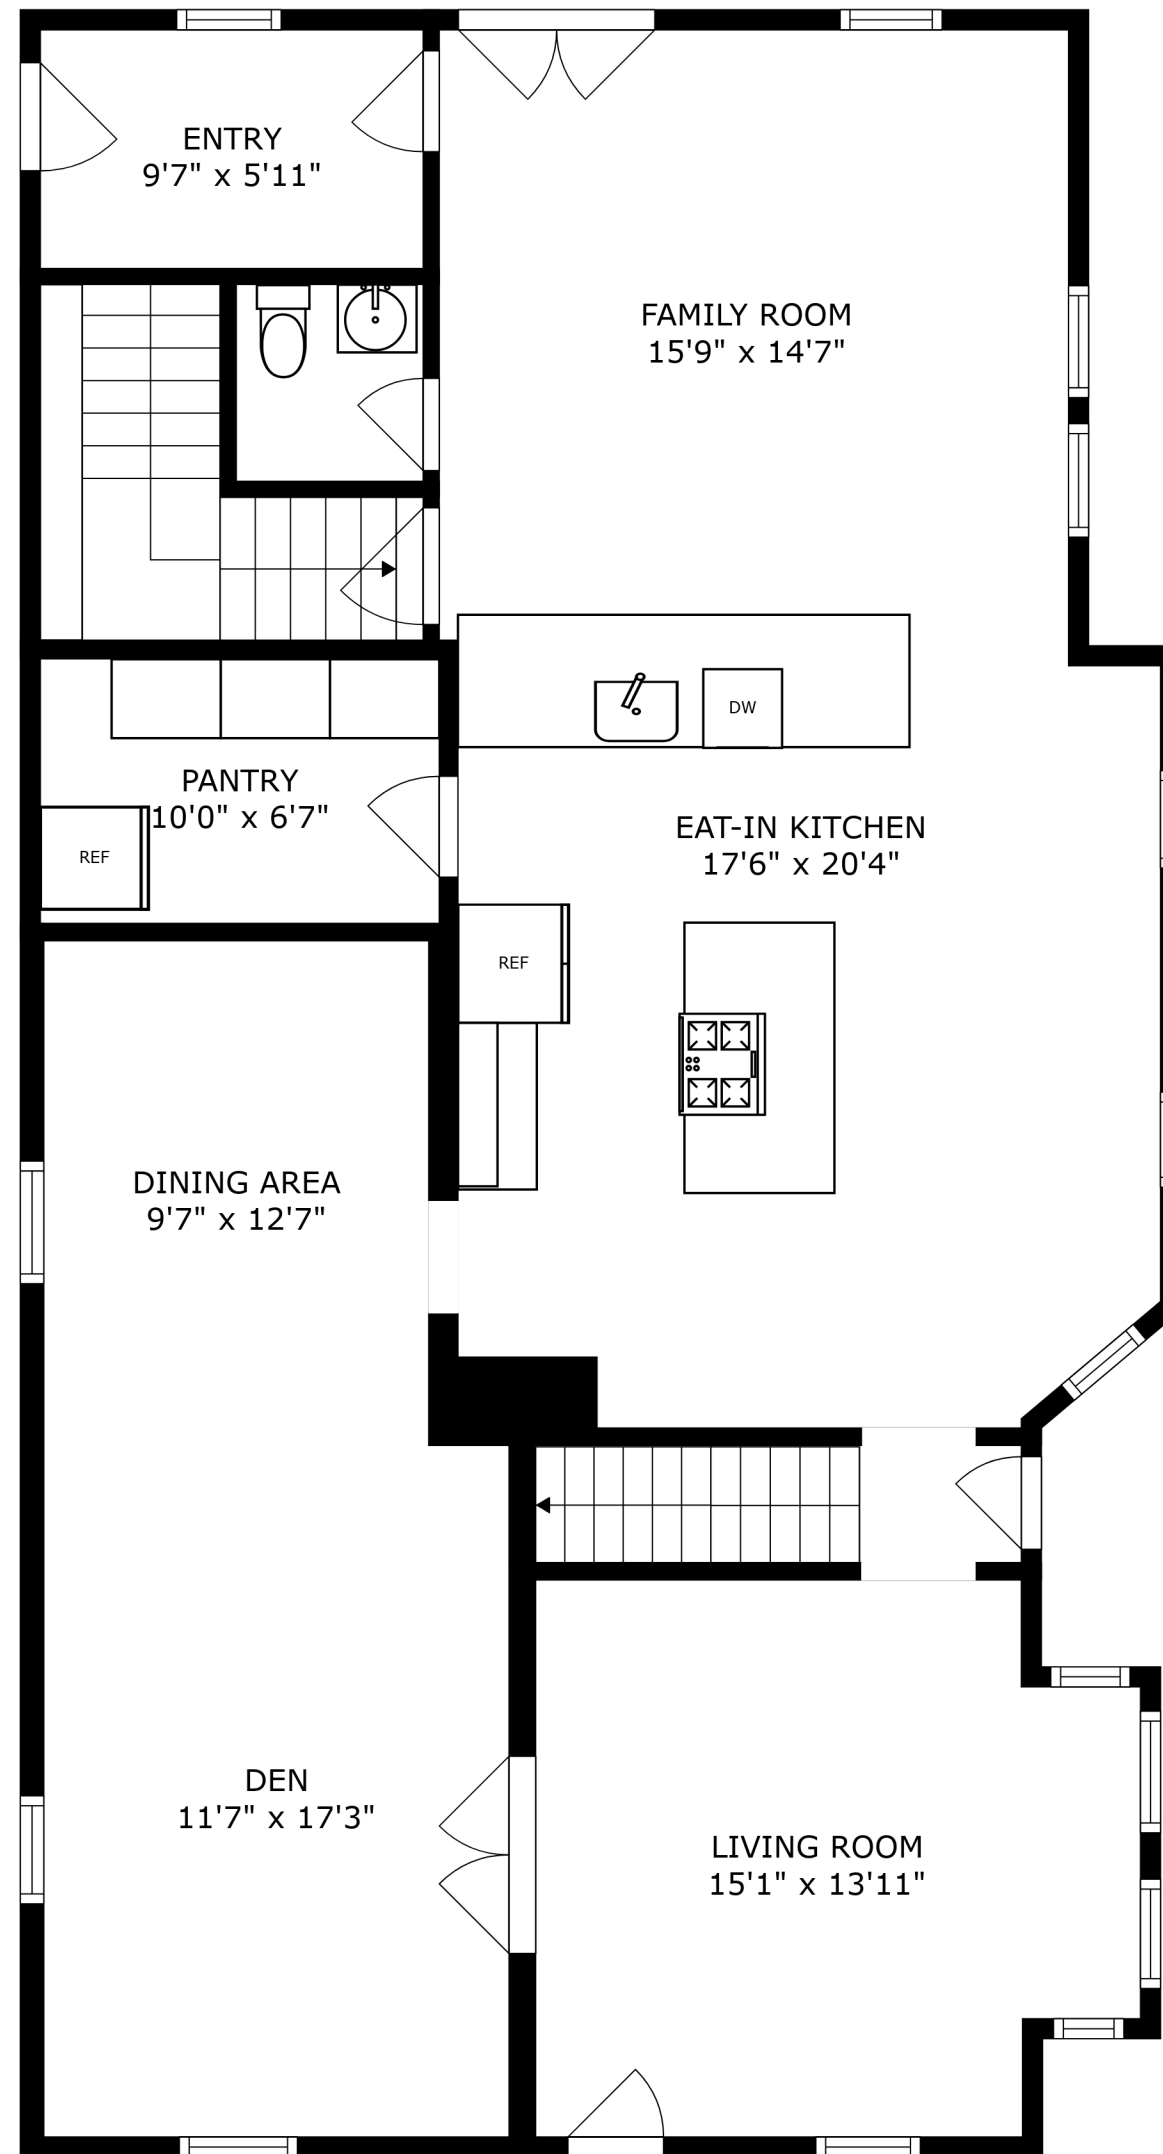 ENTRY
9'7" x 5'11"
FAMILY ROOM
15'9" x 14'7"
DW
PANTRY
10'0" x 6'7"
REF
EAT-IN KITCHEN
17'6" x 20'4"
REF
DINING AREA
9'7" x 12'7"
DEN
11'7" x 17'3"
LIVING ROOM
15'1" x 13'11"